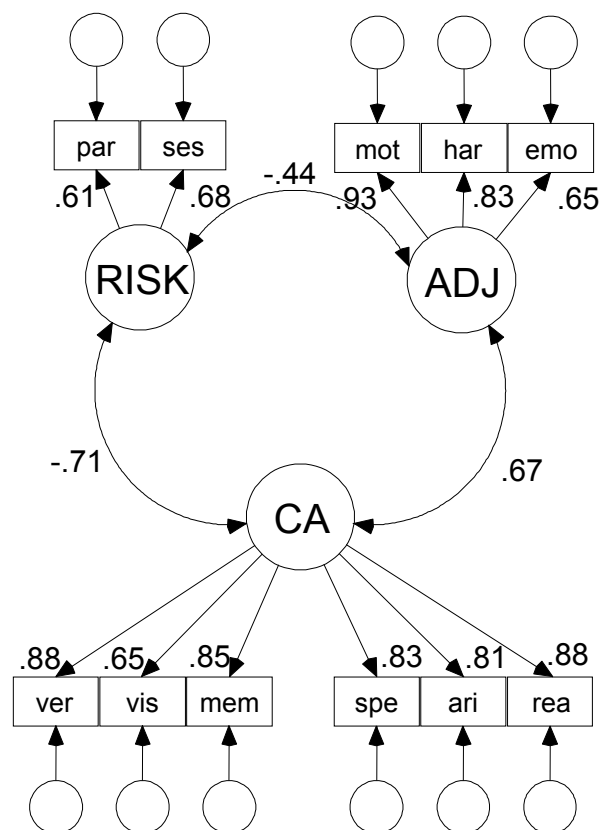 par ses
mot har emo
-.44
.61 .68 .93 .83 .65
RISK ADJ
-.71 .67
CA
.88 .65 .85 .83 .81 .88
ver vis mem spe ari rea